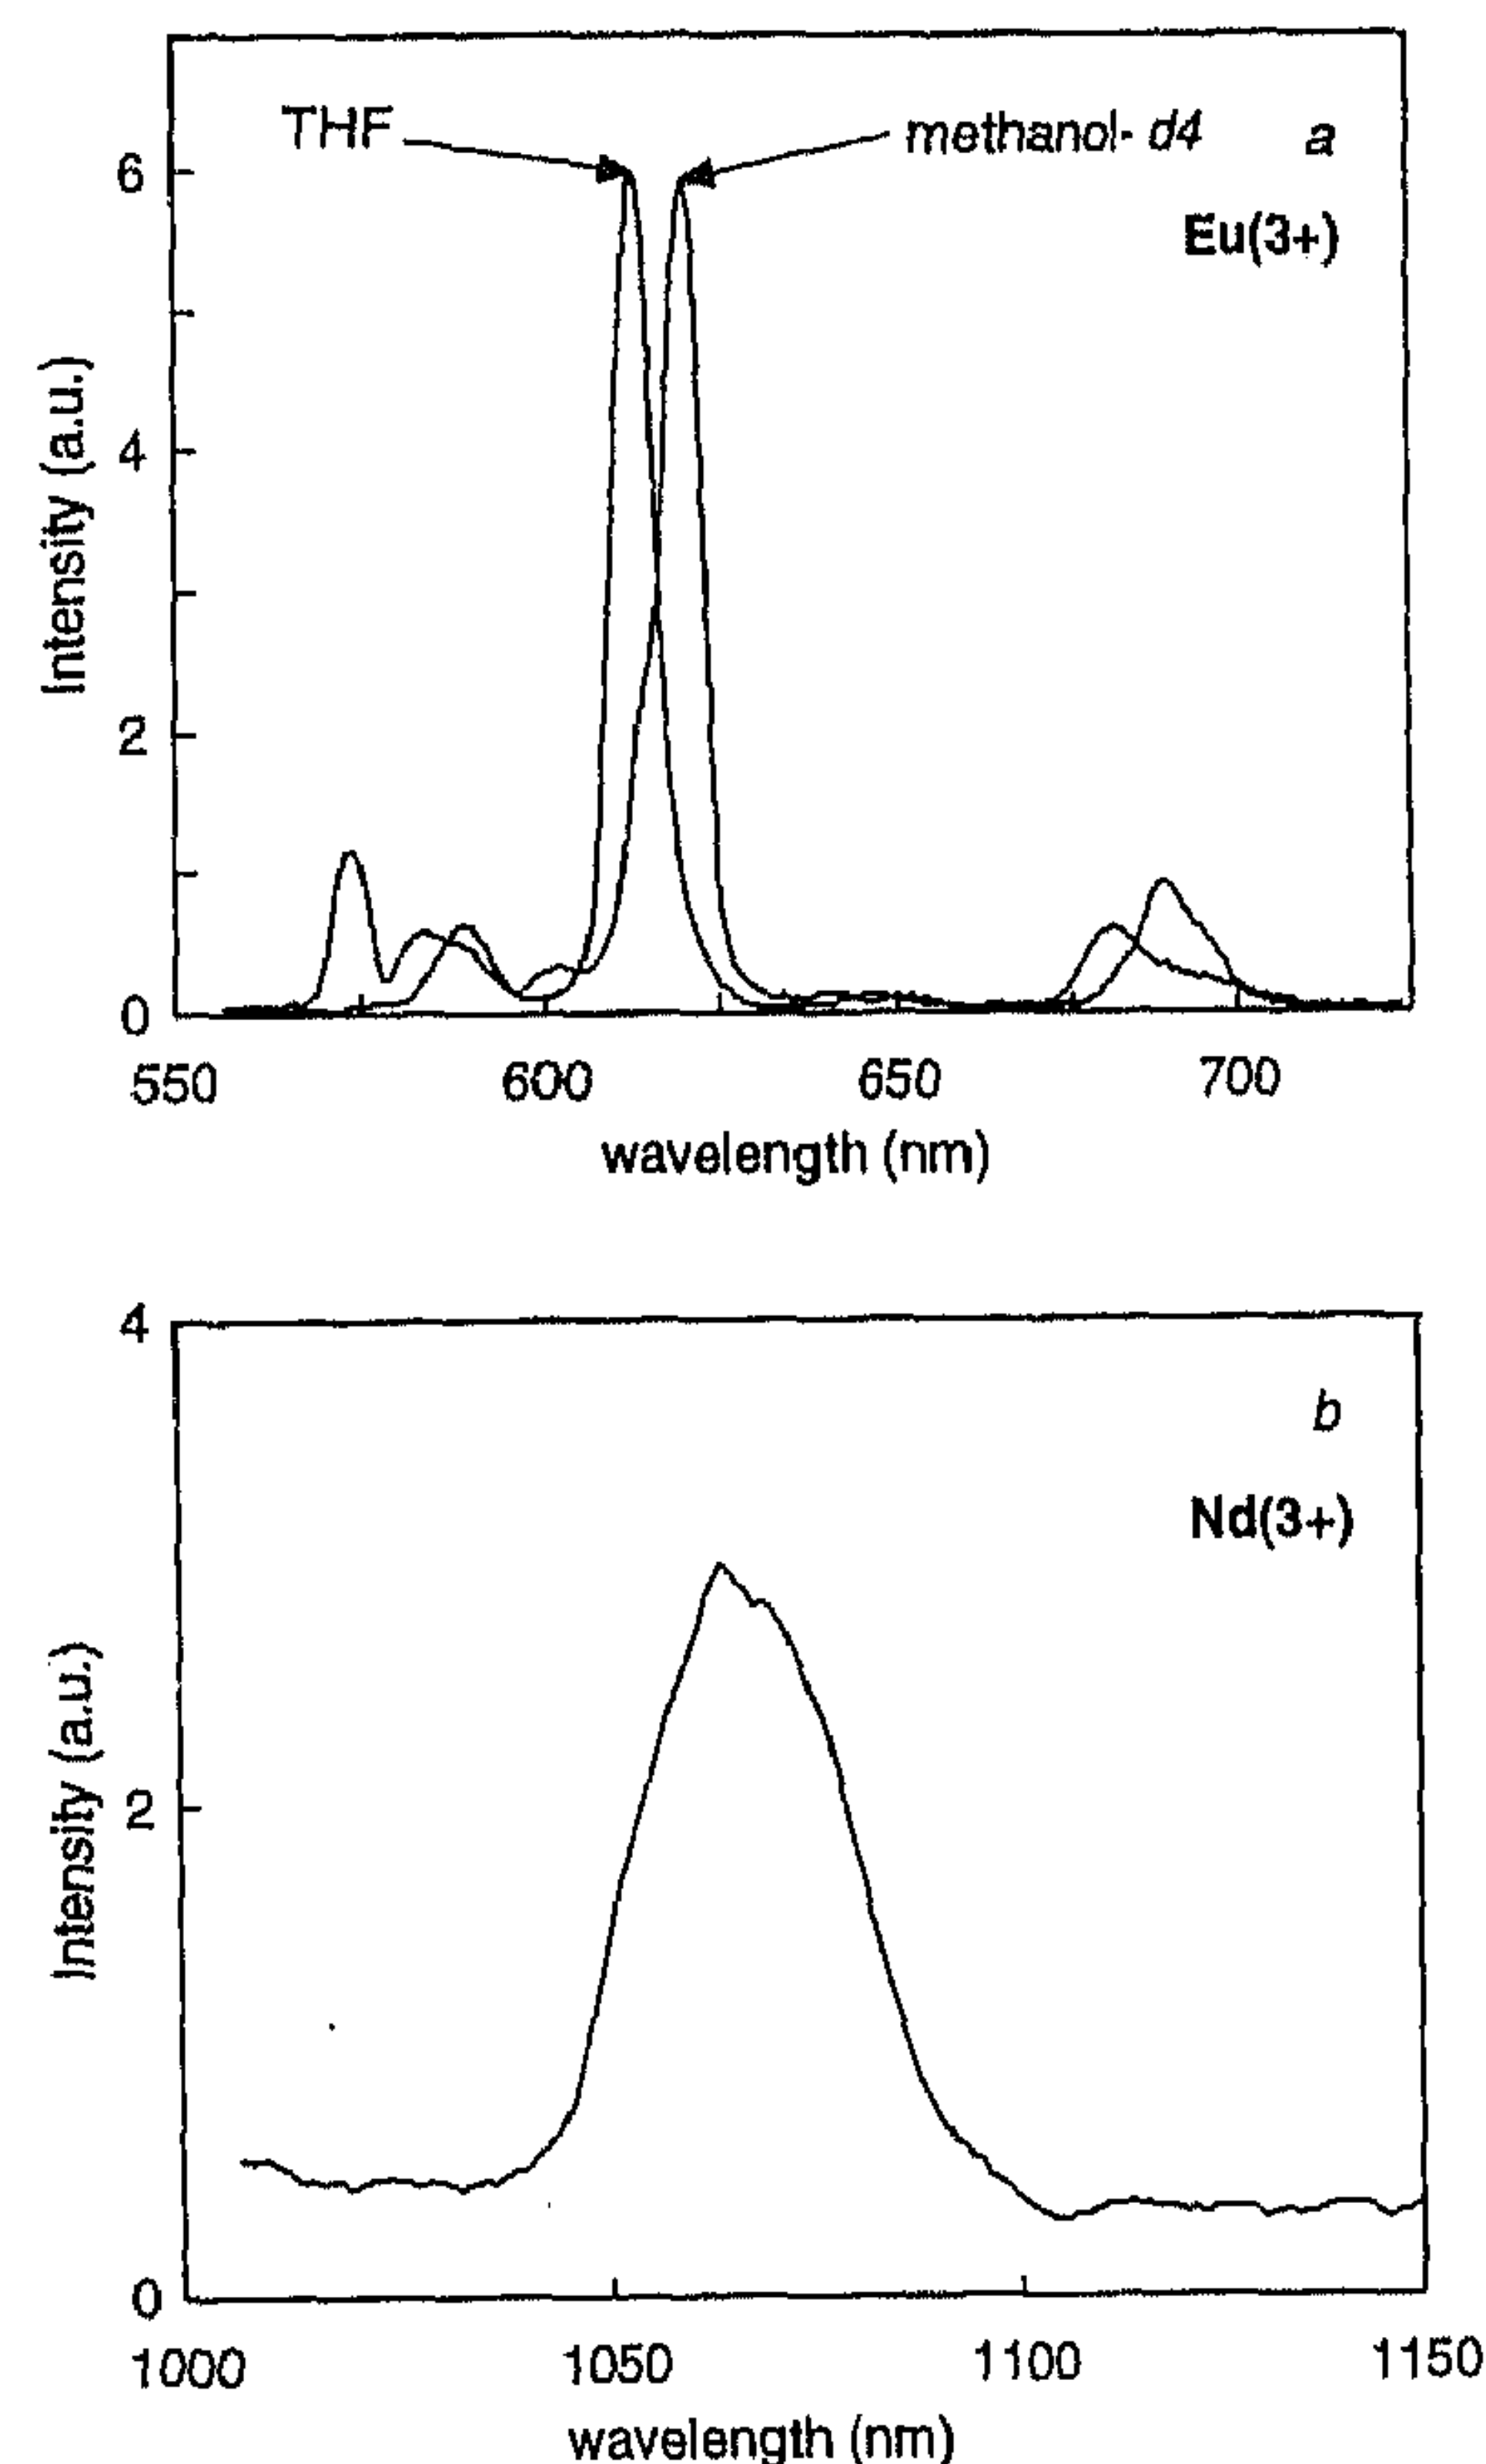 THF methanol- d4 a
Eu(3+)
6
4
2
0
Intensity (a.u.)
550 600 650 700
wavelength (nm)
4
b
Nd(3+)
2
0
Intensity (a.u.)
1000 1050 1100 1150
wavelength (nm)